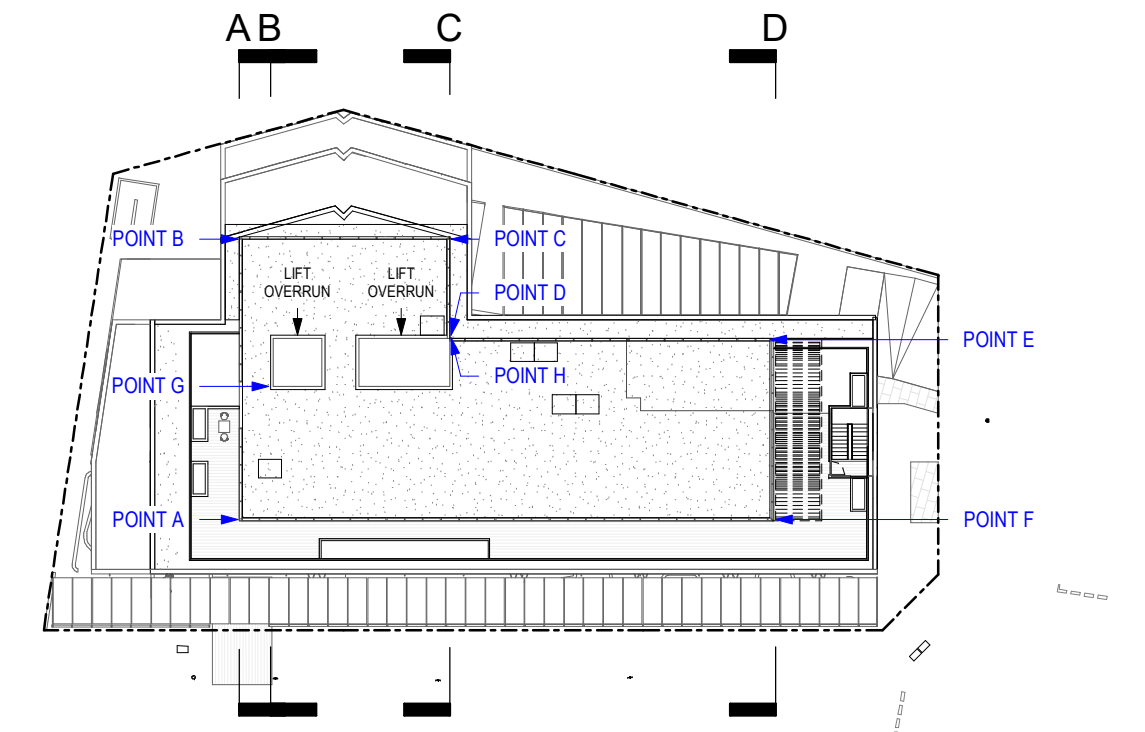 A B C D
POINT B
POINT C
LIFT
OVERRUN
LIFT
OVERRUN
POINT D
POINT E
POINT G
POINT H
POINT A
POINT F